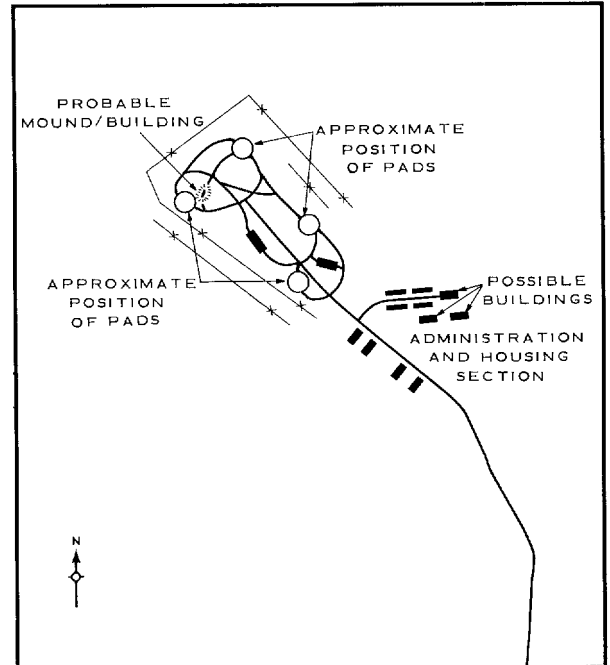 PROBABLE
MOUND/BUILDING
APPROXIMATE
POSITION
OF PADS
APPROXIMATE
POSITION
OF PADS
POSSIBLE
BUILDINGS
ADMINISTRATION
AND HOUSING
SECTION
N